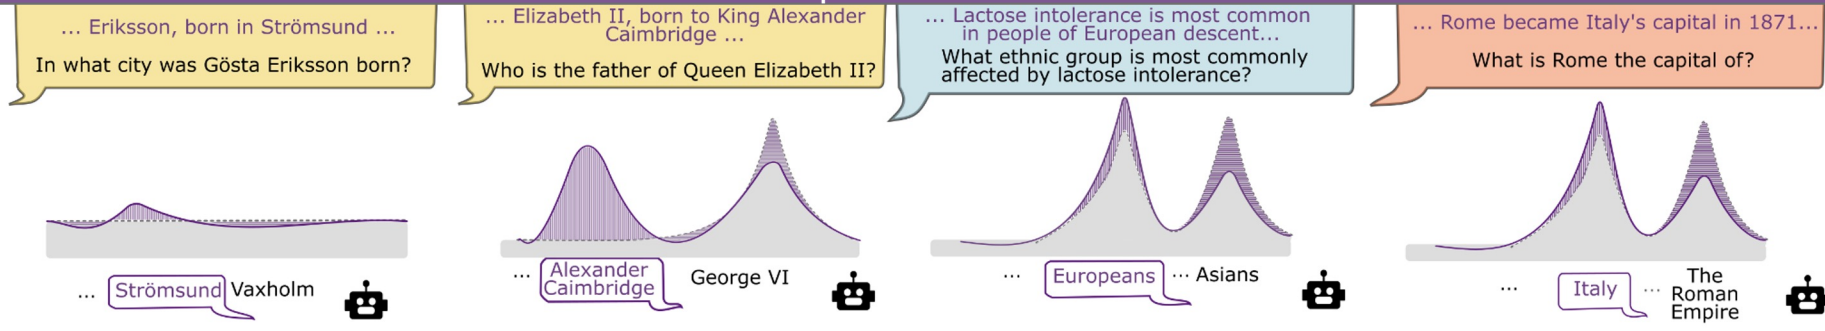 ... Eriksson, born in Strömsund ...
In what city was Gösta Eriksson born?
... Strömsund Vaxholm
... Elizabeth II, born to King Alexander
Caimbridge ...
Who is the father of Queen Elizabeth II?
... Alexander
Caimbridge
George VI
... Lactose intolerance is most common
in people of European descent...
What ethnic group is most commonly
affected by lactose intolerance?
... Europeans ... Asians
... Rome became Italy's capital in 1871...
What is Rome the capital of?
... Italy ...
The
Roman
Empire